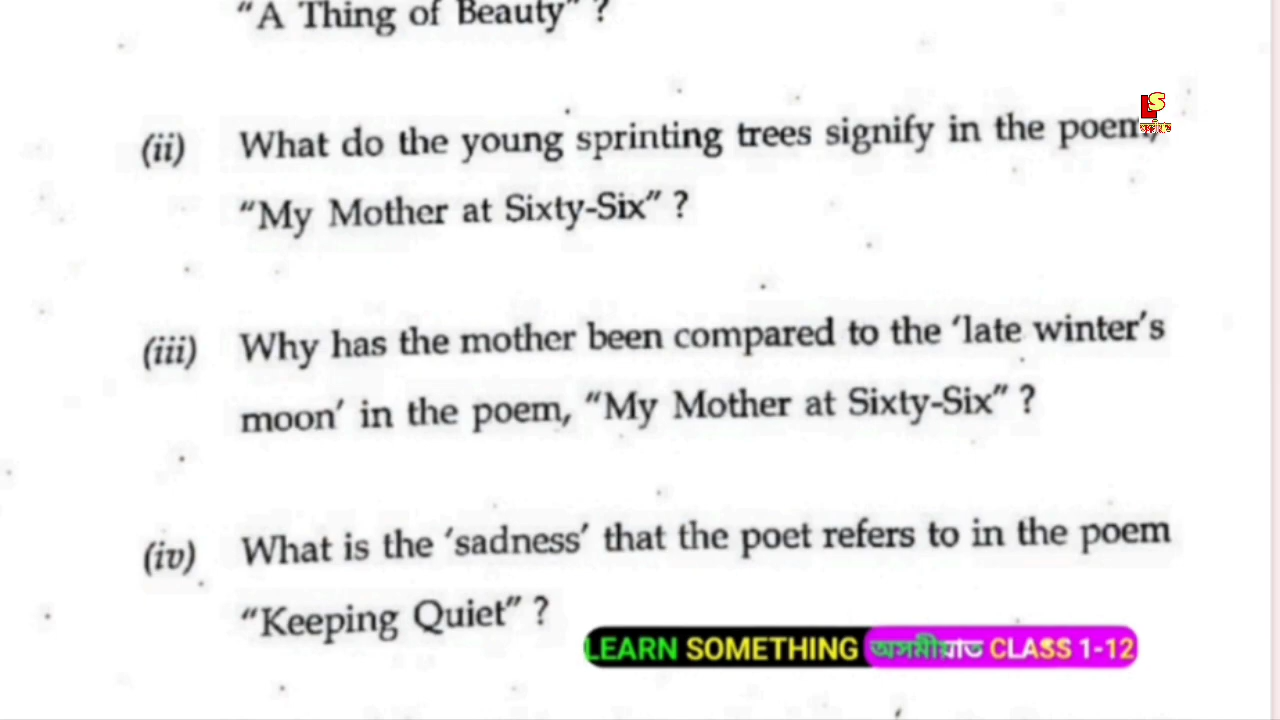 “A Thing of Beauty” ?
(ii) What do the young sprinting trees signify in the poem,
“My Mother at Sixty-Six” ?
(iii) Why has the mother been compared to the ‘late winter’s
moon’ in the poem, “My Mother at Sixty-Six” ?
(iv) What is the ‘sadness’ that the poet refers to in the poem
“Keeping Quiet” ?
LEARN SOMETHING অসমীয়াত CLASS 1-12
LS